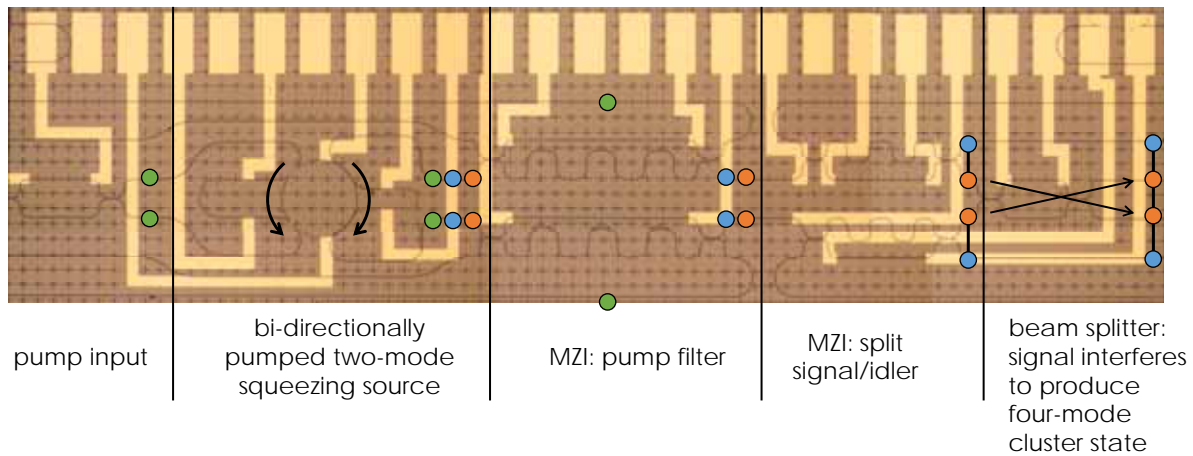 pump input
bi-directionally
pumped two-mode
squeezing source
MZI: pump filter
MZI: split
signal/idler
beam splitter:
signal interferes
to produce
four-mode
cluster state